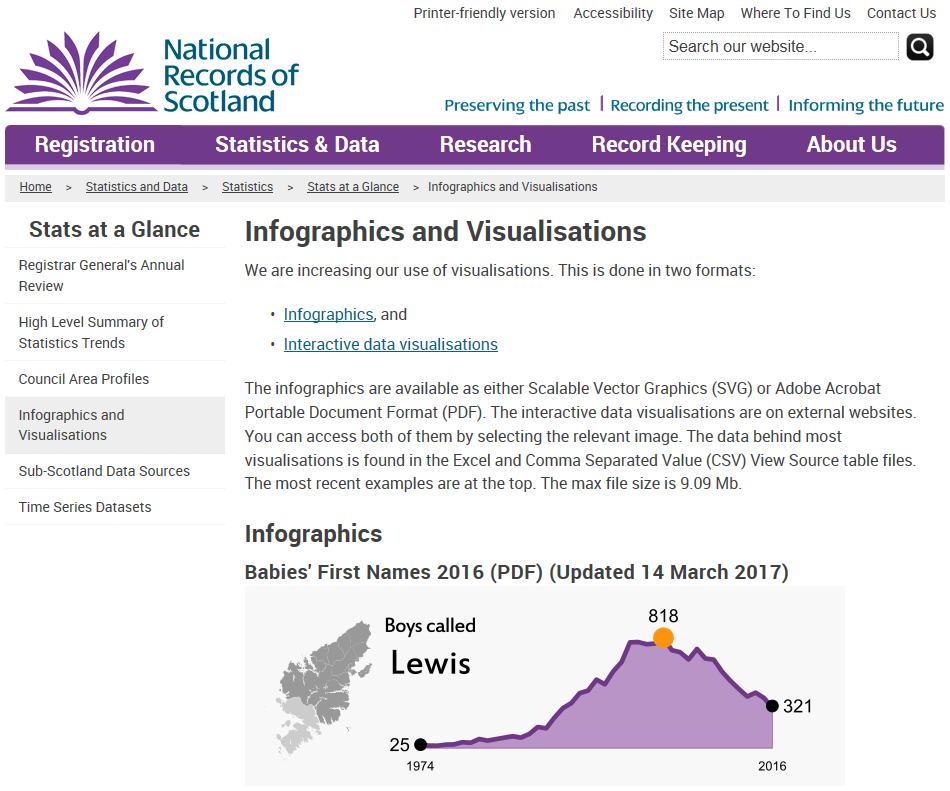 Printer-friendly version Accessibility Site Map Where To Find Us Contact Us
Search our website...
National
Records of
Scotland
Preserving the past | Recording the present | Informing the future
Registration Statistics & Data Research Record Keeping About Us
Home > Statistics and Data > Statistics > Stats at a Glance > Infographics and Visualisations
Stats at a Glance
Registrar General's Annual
Review
High Level Summary of
Statistics Trends
Council Area Profiles
Infographics and
Visualisations
Sub-Scotland Data Sources
Time Series Datasets
Infographics and Visualisations
We are increasing our use of visualisations. This is done in two formats:
• Infographics, and
• Interactive data visualisations
The infographics are available as either Scalable Vector Graphics (SVG) or Adobe Acrobat
Portable Document Format (PDF). The interactive data visualisations are on external websites.
You can access both of them by selecting the relevant image. The data behind most
visualisations is found in the Excel and Comma Separated Value (CSV) View Source table files.
The most recent examples are at the top. The max file size is 9.09 Mb.
Infographics
Babies' First Names 2016 (PDF) (Updated 14 March 2017)
Boys called
Lewis
818
321
25
1974 2016